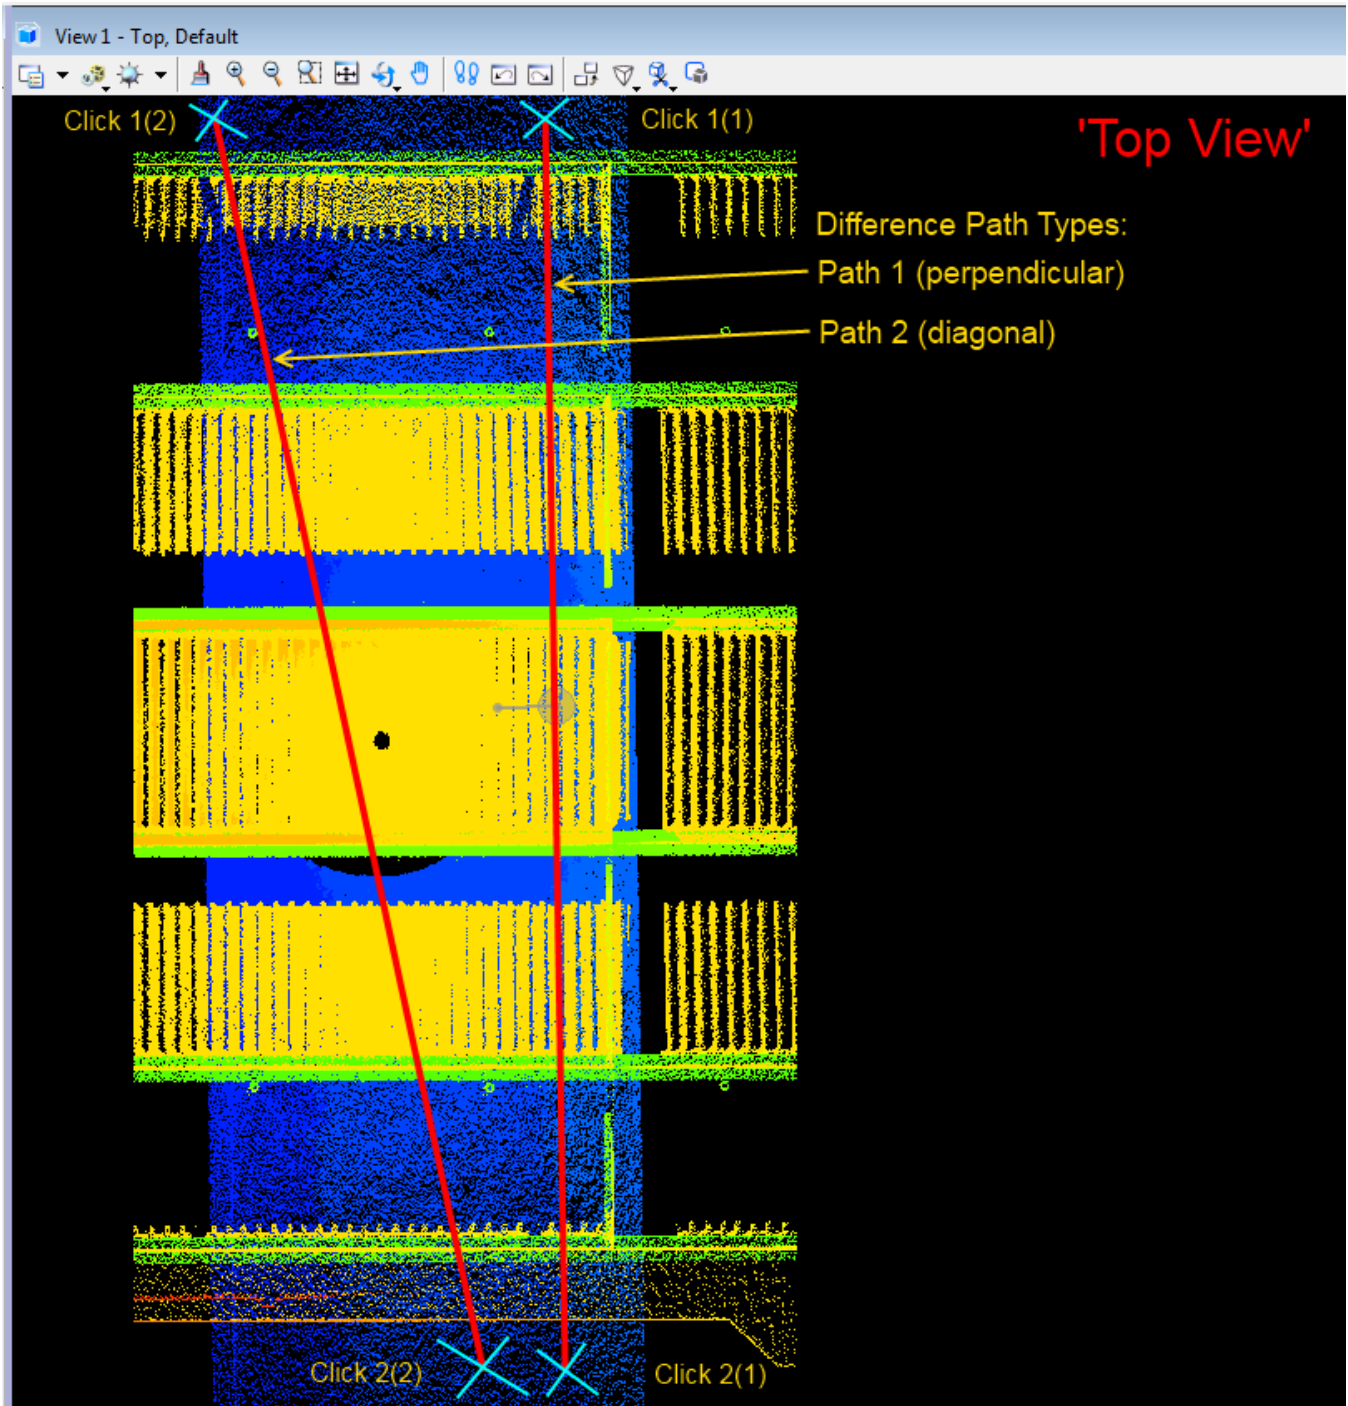 View 1 - Top, Default
Click 1(2)
Click 1(1)
'Top View'
Difference Path Types:
Path 1 (perpendicular)
Path 2 (diagonal)
Click 2(2)
Click 2(1)